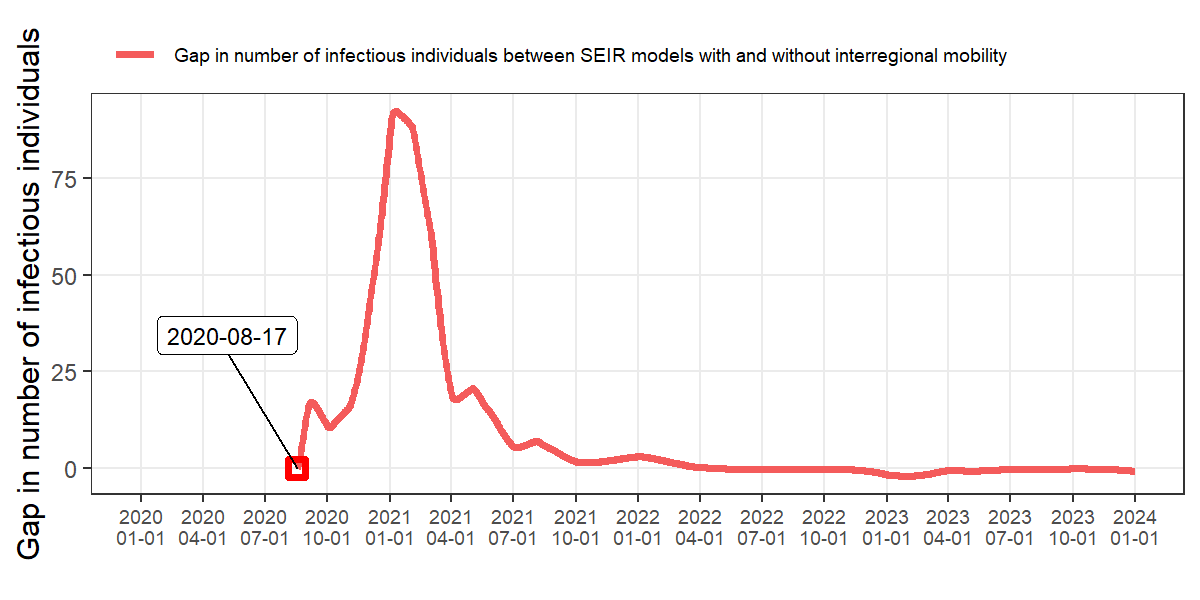 Gap in number of infectious individuals between SEIR models with and without interregional mobility
Gap in number of infectious individuals
75
50
25
0
2020-08-17
2020 2020 2020 2020 2021 2021 2021 2021 2022 2022 2022 2022 2023 2023 2023 2023 2024
01-01 04-01 07-01 10-01 01-01 04-01 07-01 10-01 01-01 04-01 07-01 10-01 01-01 04-01 07-01 10-01 01-01